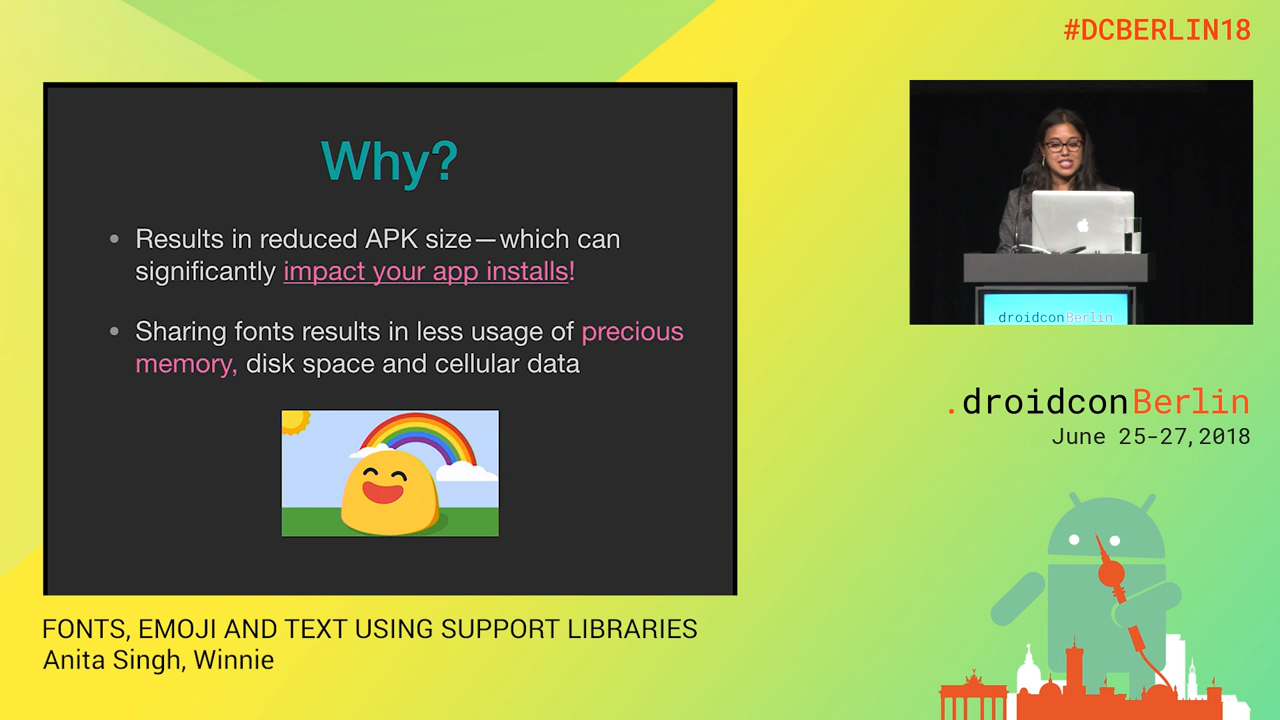 #DCBERLIN18
Why?
• Results in reduced APK size—which can
significantly impact your app installs!
• Sharing fonts results in less usage of precious
memory, disk space and cellular data
droidconBerlin
.droidconBerlin
June 25-27, 2018
FONTS, EMOJI AND TEXT USING SUPPORT LIBRARIES
Anita Singh, Winnie